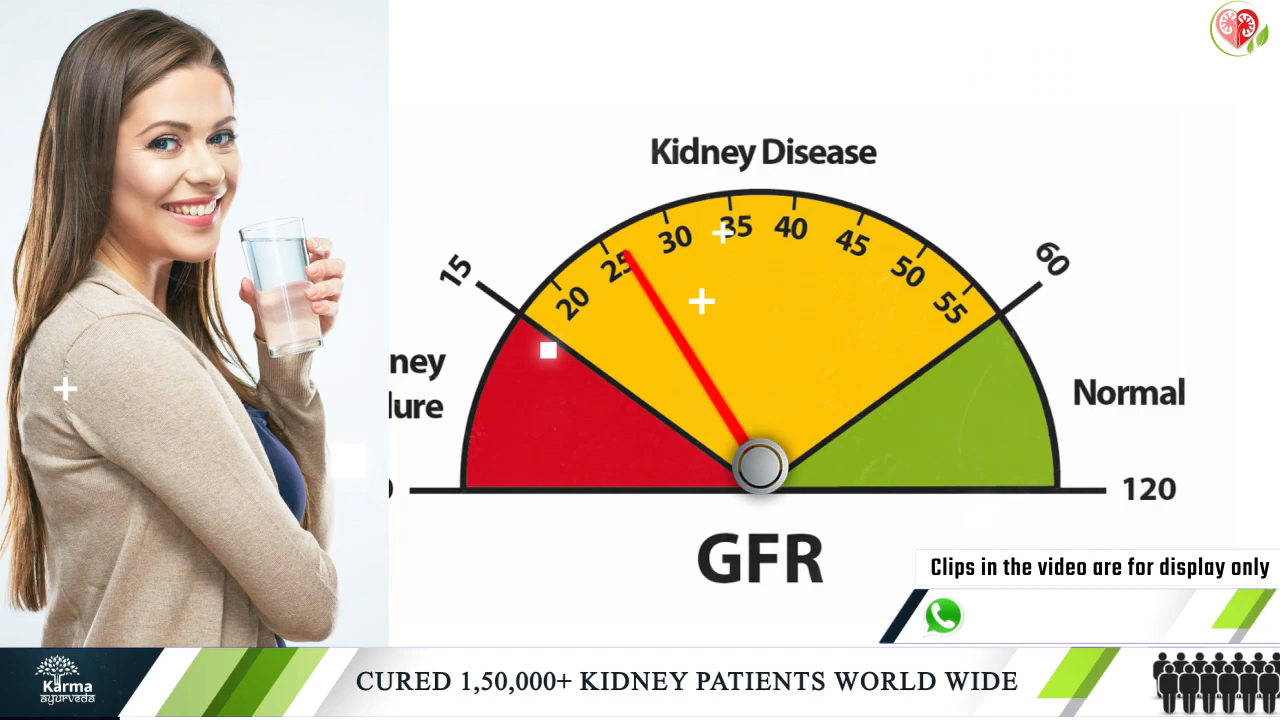 Kidney Disease
15
20
25
30
35
40
45
50
55
60
ney
lure
Normal
120
GFR
Clips in the video are for display only
Karma
ayurveda
CURED 1,50,000+ KIDNEY PATIENTS WORLD WIDE